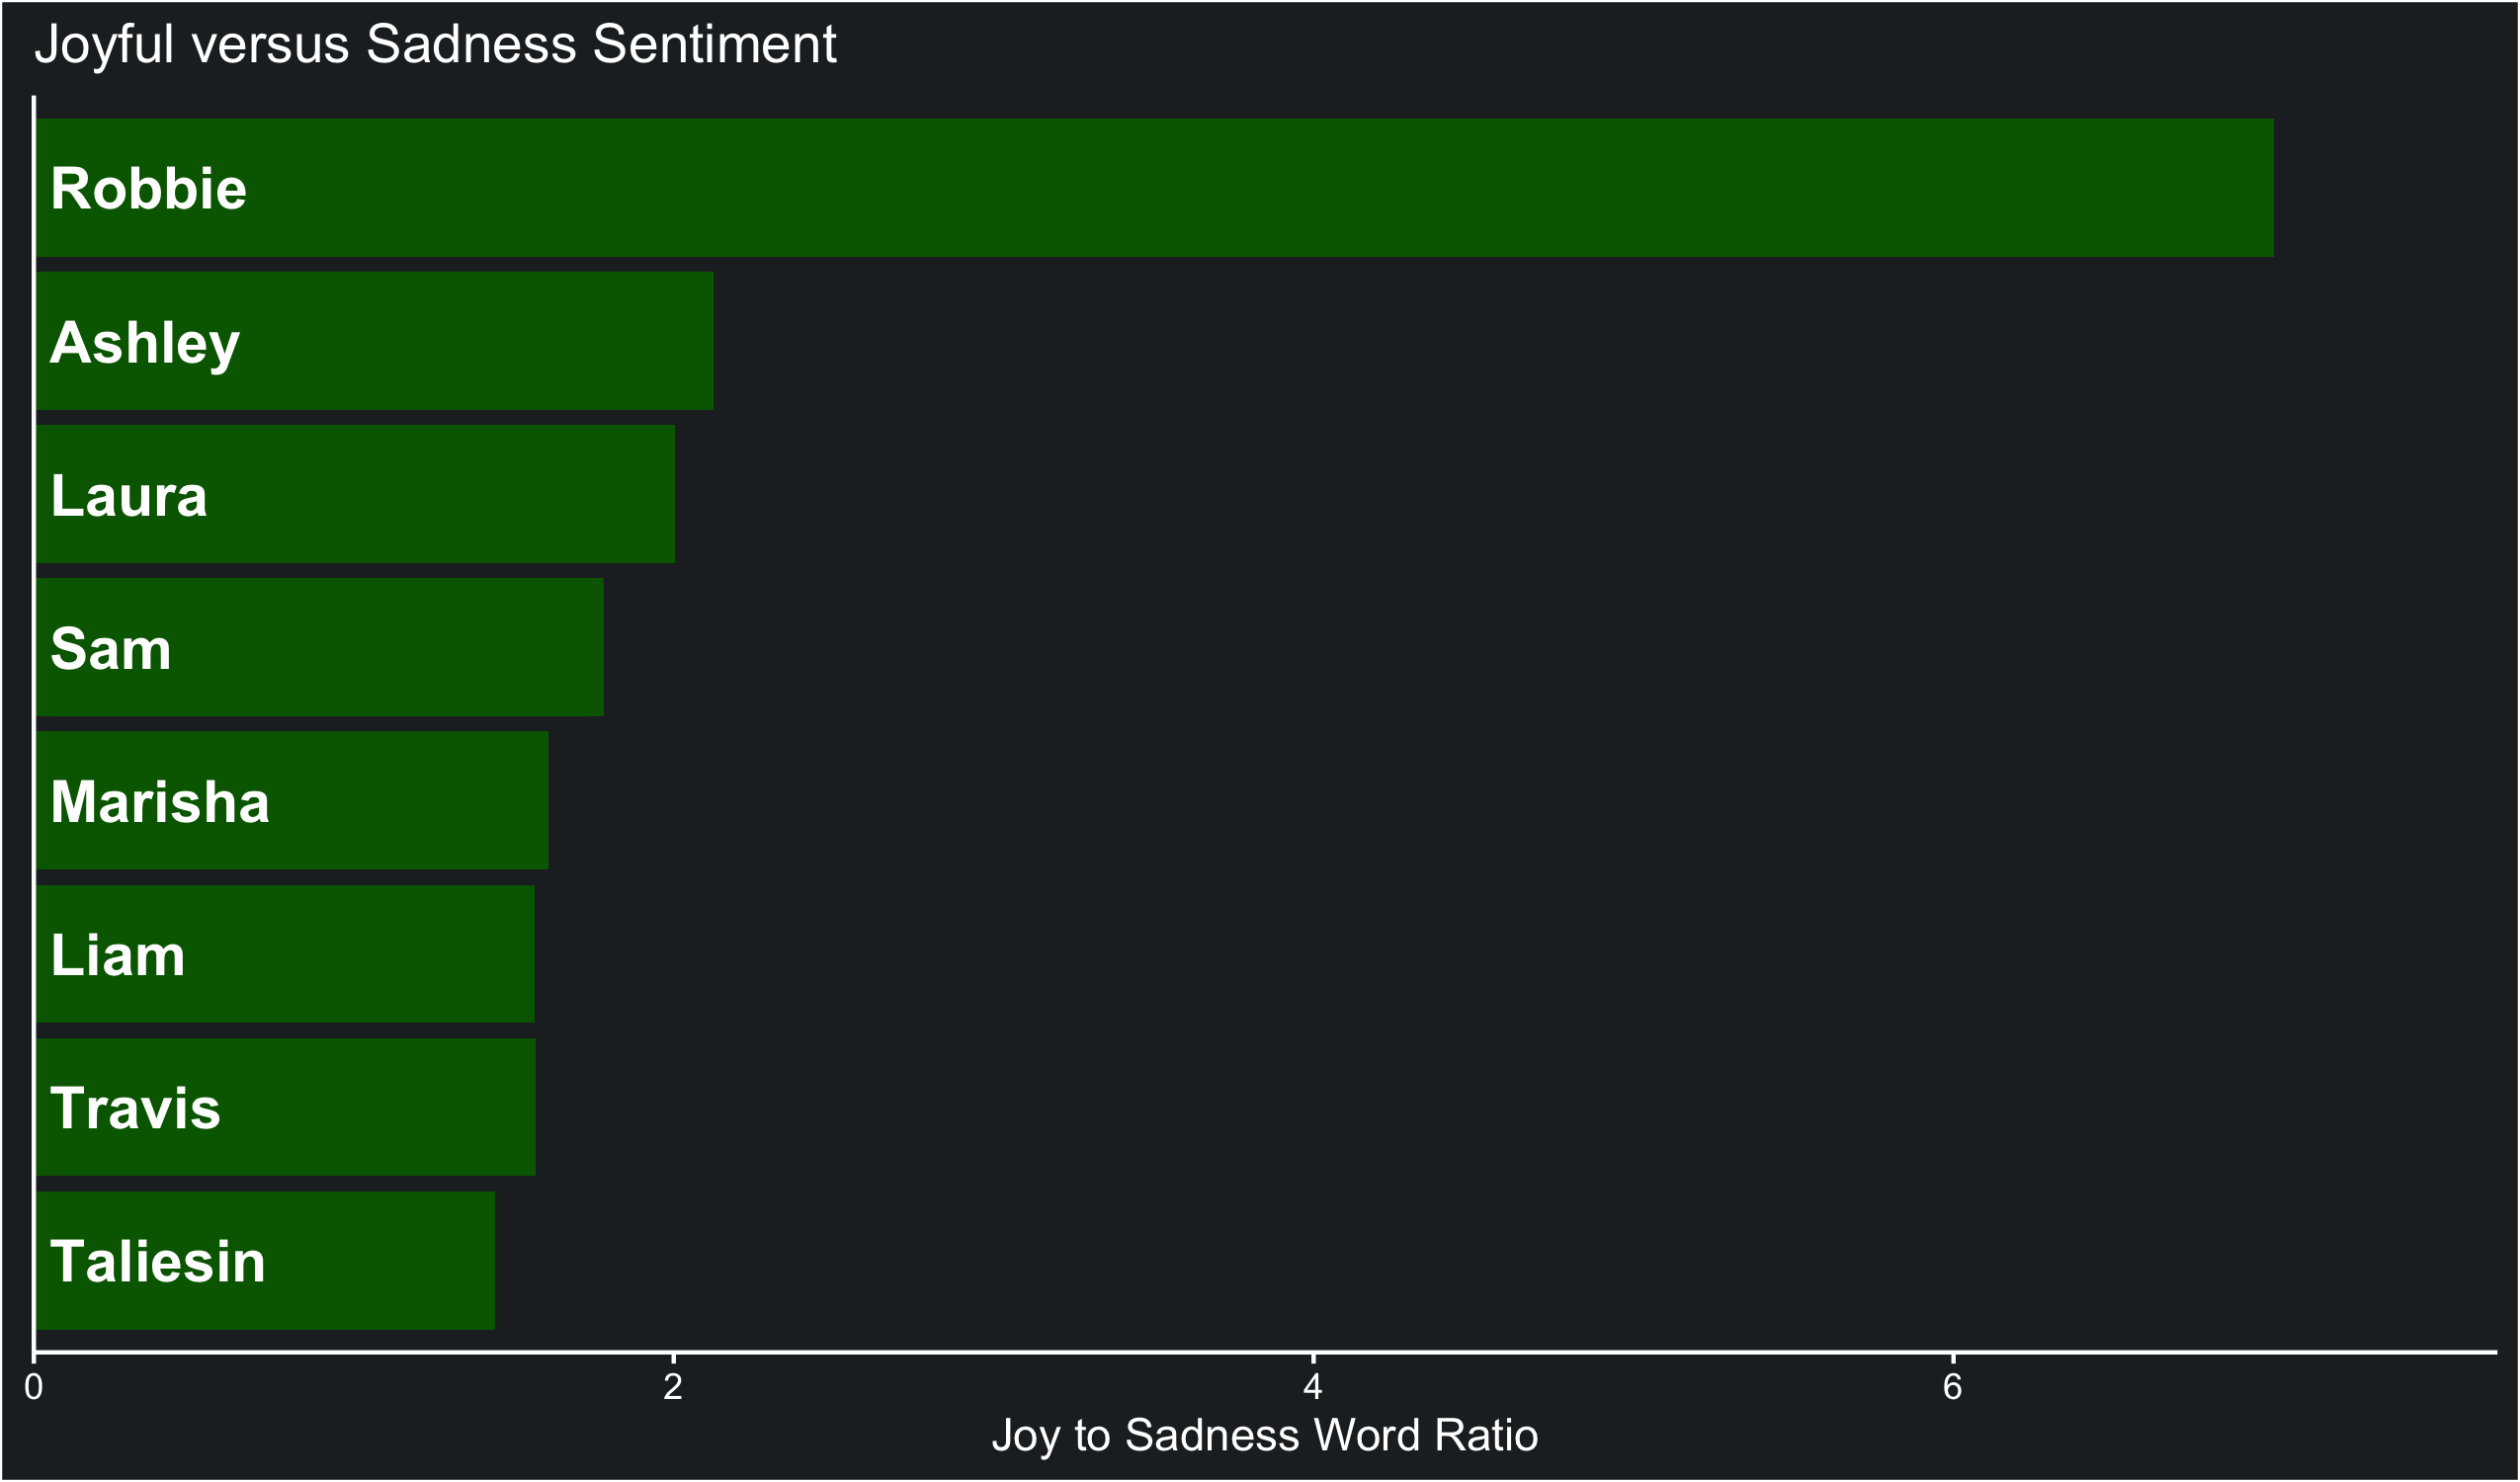 Joyful versus Sadness Sentiment
Robbie
Ashley
Laura
Sam
Marisha
Liam
Travis
Taliesin
0 2 4 6
Joy to Sadness Word Ratio